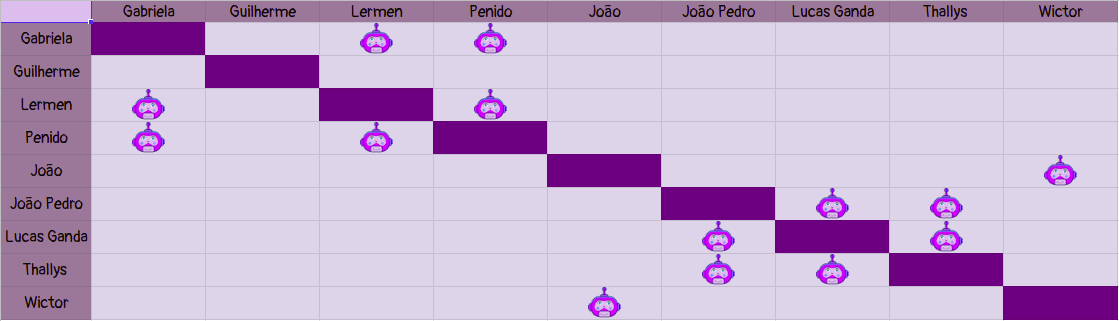 Gabriela Guilherme Lermen Penido João João Pedro Lucas Ganda Thallys Wictor
Gabriela
Guilherme
Lermen
Penido
João
João Pedro
Lucas Ganda
Thallys
Wictor